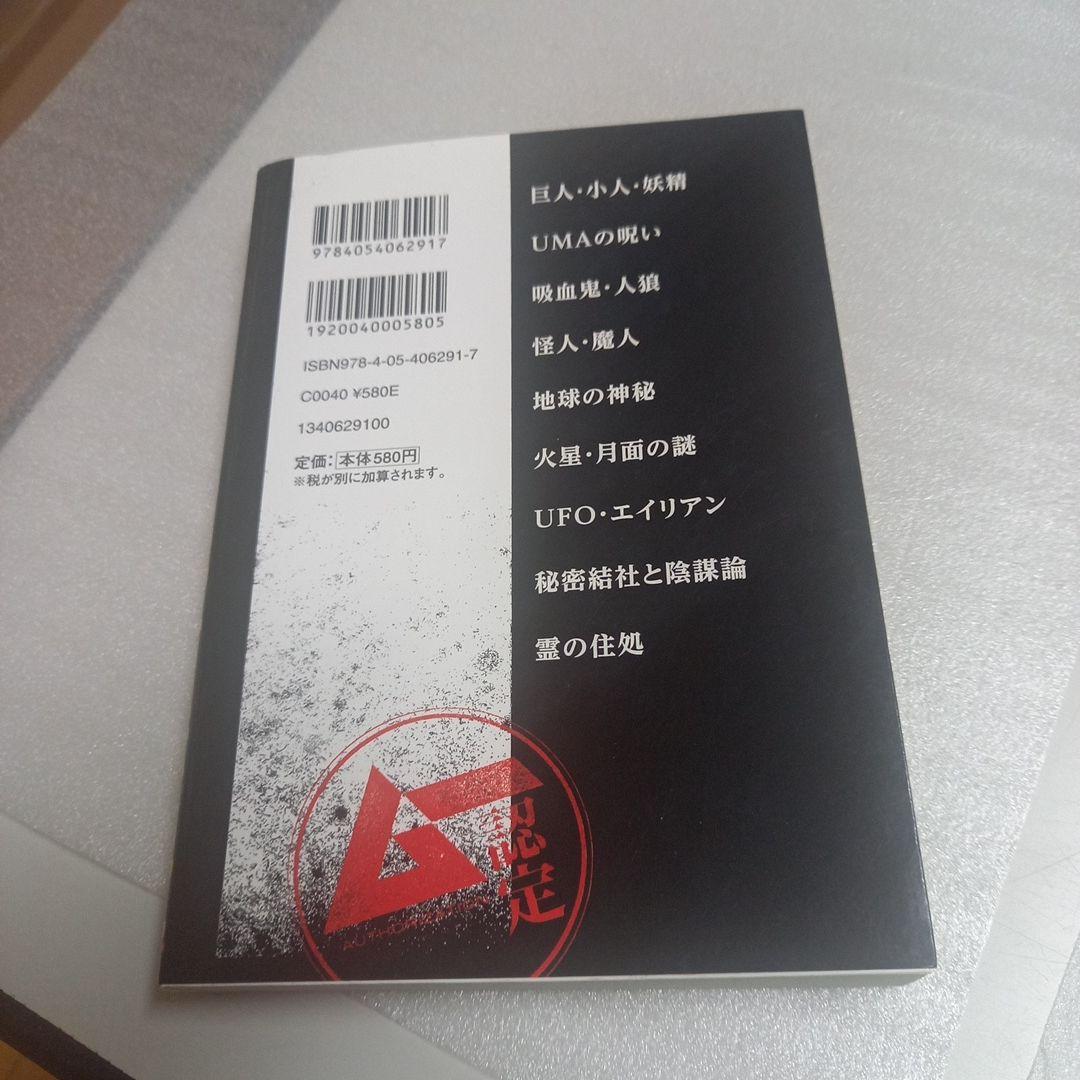 9784054062917
1920040005805
ISBN978-4-05-406291-7
C0040 ¥580E
1340629100
定価：本体580円
※税が別に加算されます。
巨人・小人・妖精
UMAの呪い
吸血鬼・人狼
怪人・魔人
地球の神秘
火星・月面の謎
UFO・エイリアン
秘密結社と陰謀論
霊の住処
ムー認定